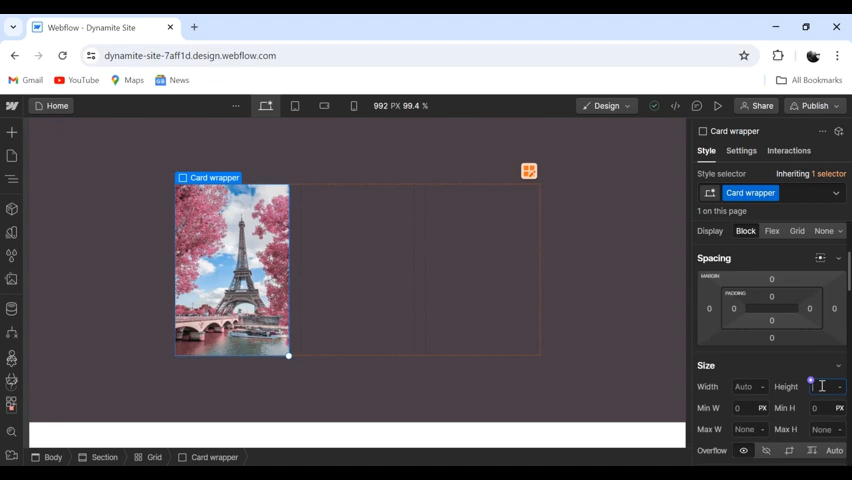 Webflow - Dynamite Site
dynamite-site-7aff1d.design.webflow.com
Gmail YouTube Maps News All Bookmarks
Home 992 PX 99.4 % Design Share Publish
Card wrapper
Card wrapper
Style Settings Interactions
Style selector Inheriting 1 selector
Card wrapper
1 on this page
Display Block Flex Grid None
Spacing
MARGIN 0
PADDING 0
0 0 0 0
0
0
Size
Width Auto Height
Min W 0 PX Min H 0 PX
Max W None Max H None
Overflow Auto
Body Section Grid Card wrapper